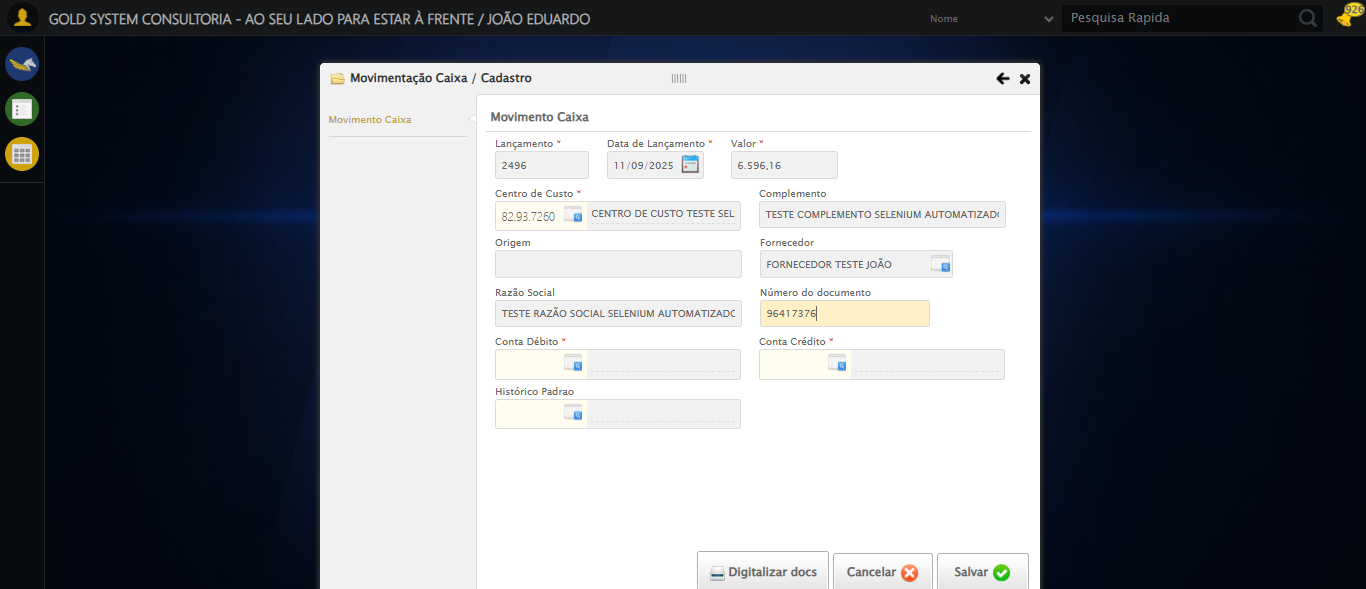 GOLD SYSTEM CONSULTORIA - AO SEU LADO PARA ESTAR À FRENTE / JOÃO EDUARDO
Nome
Pesquisa Rapida
926
Movimentação Caixa / Cadastro
Movimento Caixa
Movimento Caixa
Lançamento *
Data de Lançamento *
Valor *
2496
11/09/2025
6.596,16
Centro de Custo *
Complemento
82.93.7260
CENTRO DE CUSTO TESTE SEL
TESTE COMPLEMENTO SELENIUM AUTOMATIZADO
Origem
Fornecedor
FORNECEDOR TESTE JOÃO
Razão Social
Número do documento
TESTE RAZÃO SOCIAL SELENIUM AUTOMATIZADO
96417376
Conta Débito *
Conta Crédito *
Histórico Padrao
Digitalizar docs
Cancelar
Salvar